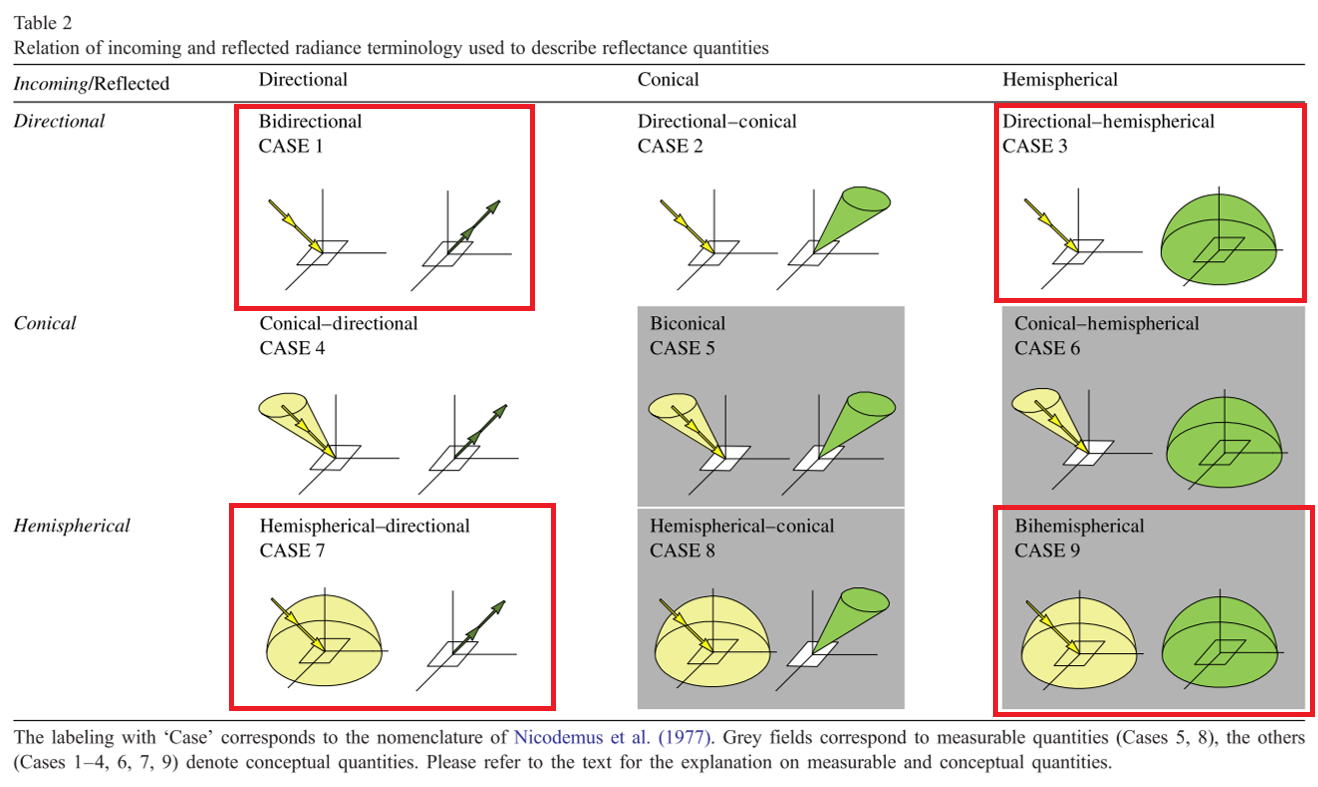 Table 2
Relation of incoming and reflected radiance terminology used to describe reflectance quantities
Incoming/Reflected Directional Conical Hemispherical
Directional Bidirectional Directional–conical Directional–hemispherical
CASE 1 CASE 2 CASE 3
Conical Conical–directional Biconical Conical–hemispherical
CASE 4 CASE 5 CASE 6
Hemispherical Hemispherical–directional Hemispherical–conical Bihemispherical
CASE 7 CASE 8 CASE 9
The labeling with ‘Case’ corresponds to the nomenclature of Nicodemus et al. (1977). Grey fields correspond to measurable quantities (Cases 5, 8), the others
(Cases 1–4, 6, 7, 9) denote conceptual quantities. Please refer to the text for the explanation on measurable and conceptual quantities.